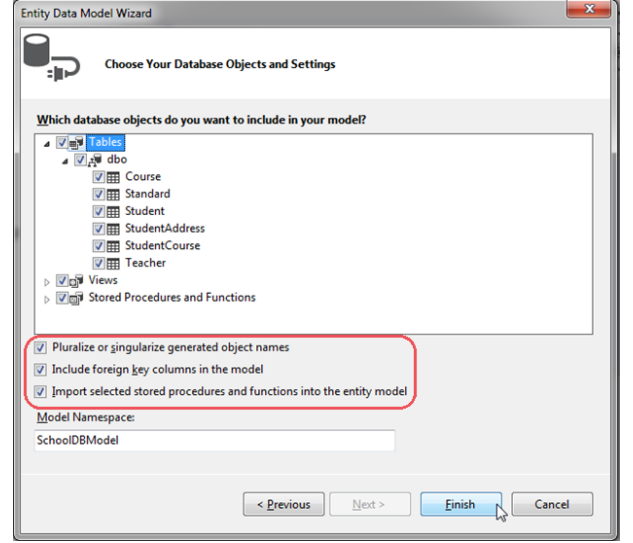 Entity Data Model Wizard
Choose Your Database Objects and Settings
Which database objects do you want to include in your model?
Tables
dbo
Course
Standard
Student
StudentAddress
StudentCourse
Teacher
Views
Stored Procedures and Functions
Pluralize or singularize generated object names
Include foreign key columns in the model
Import selected stored procedures and functions into the entity model
Model Namespace:
SchoolDBModel
< Previous Next > Finish Cancel